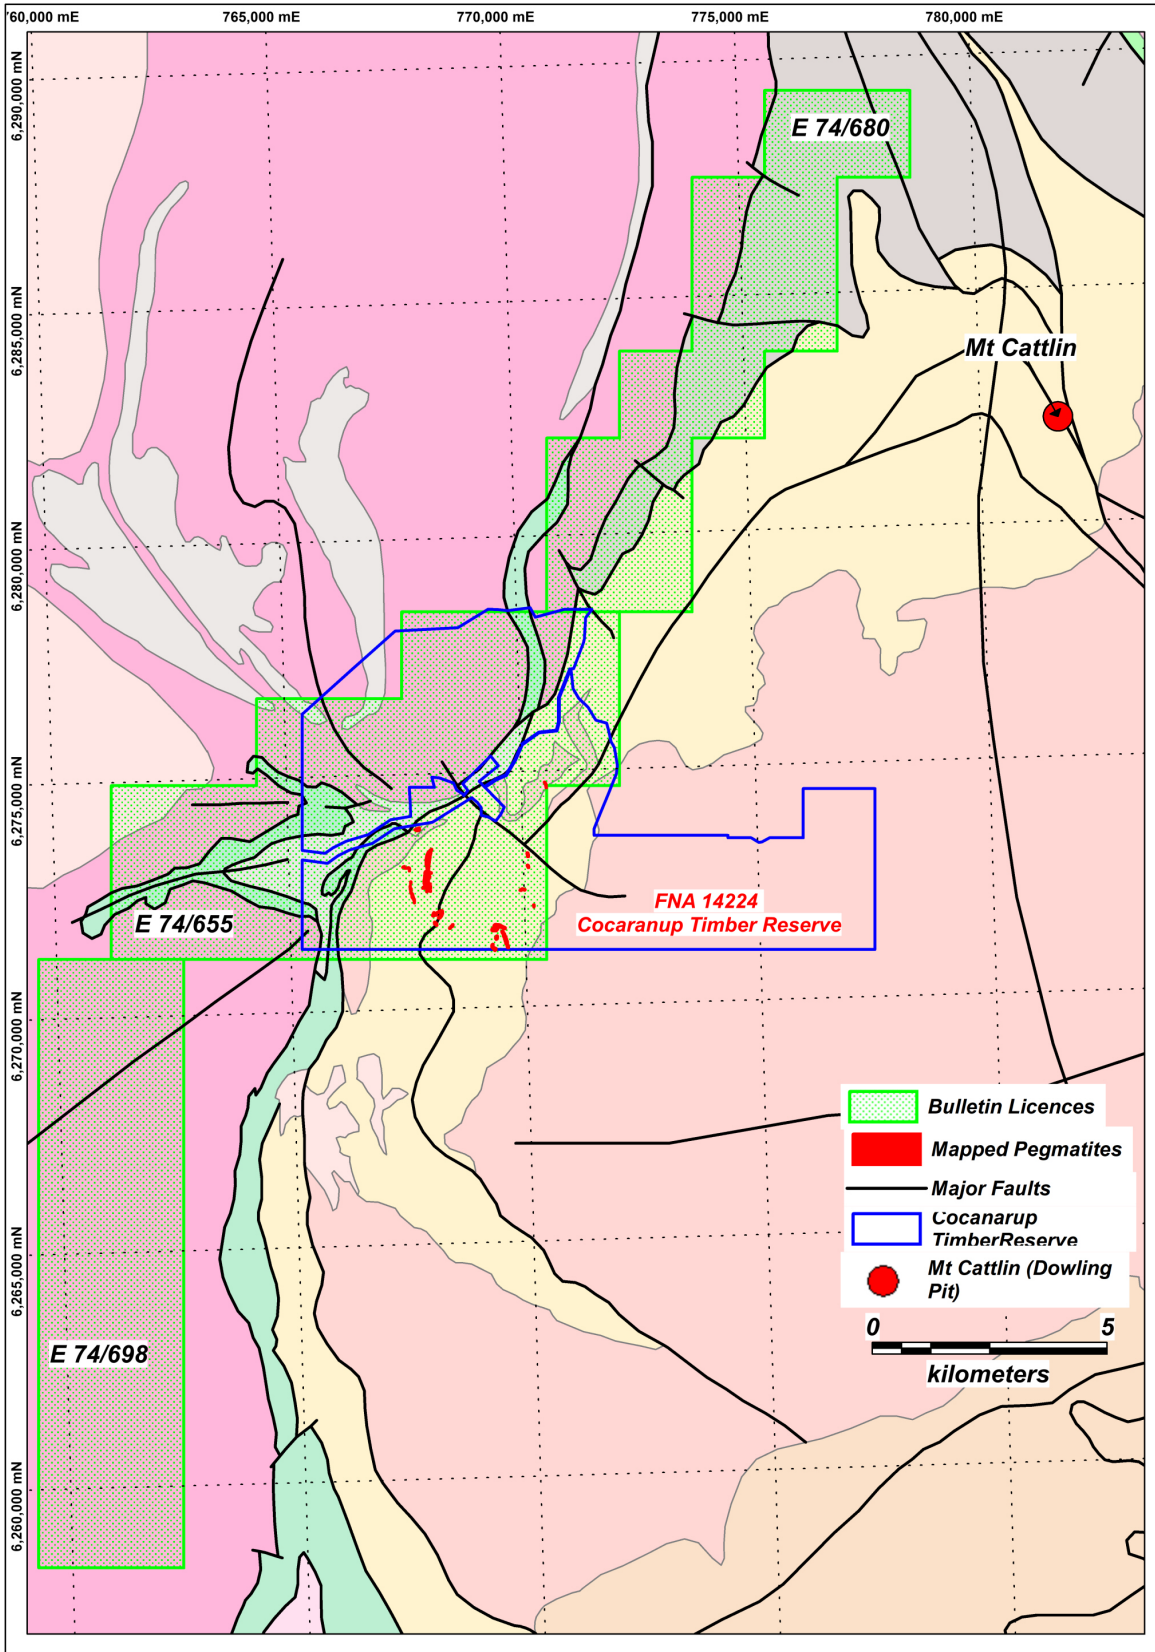 760,000 mE
765,000 mE
770,000 mE
775,000 mE
780,000 mE
6,290,000 mN
6,285,000 mN
6,280,000 mN
6,275,000 mN
6,270,000 mN
6,265,000 mN
6,260,000 mN
E 74/680
Mt Cattlin
E 74/655
FNA 14224
Cocaranup Timber Reserve
E 74/698
Bulletin Licences
Mapped Pegmatites
Major Faults
Cocanarup
TimberReserve
Mt Cattlin (Dowling
Pit)
0
5
kilometers